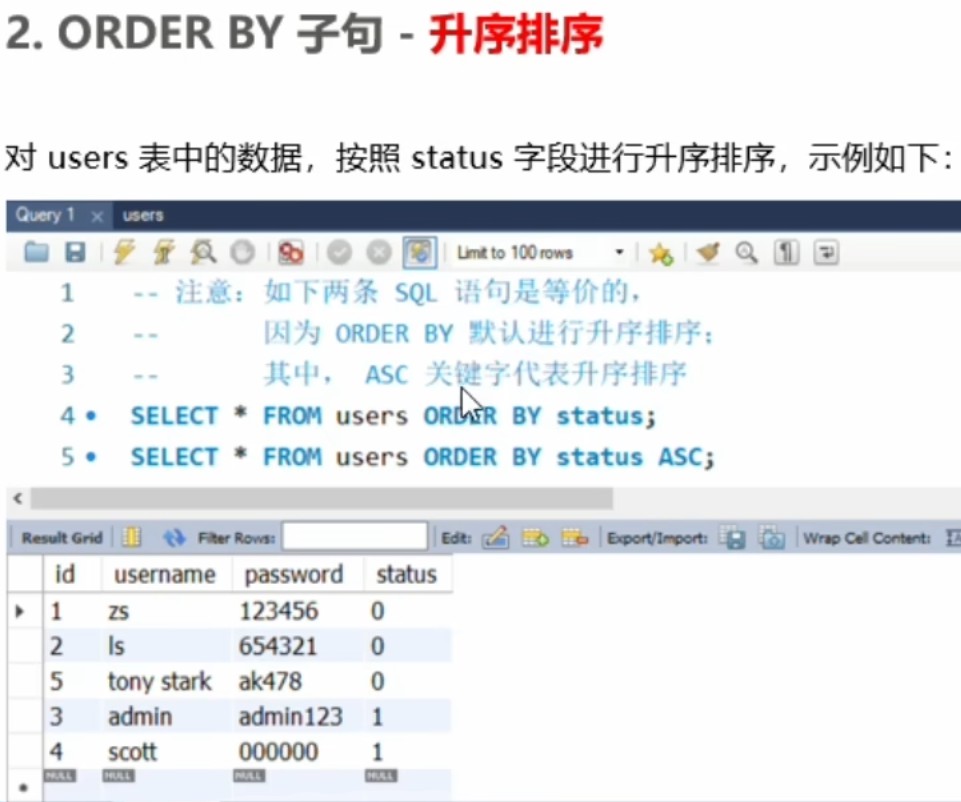 2. ORDER BY 子句 - 升序排序
对 users 表中的数据，按照 status 字段进行升序排序，示例如下：
Query 1 × users
Limit to 100 rows
1 -- 注意：如下两条 SQL 语句是等价的，
2 -- 因为 ORDER BY 默认进行升序排序；
3 -- 其中， ASC 关键字代表升序排序
4 SELECT * FROM users ORDER BY status;
5 SELECT * FROM users ORDER BY status ASC;
Result Grid Filter Rows: Edit: Export/Import: Wrap Cell Content:
id username password status
1 zs 123456 0
2 ls 654321 0
5 tony stark ak478 0
3 admin admin123 1
4 scott 000000 1
NULL NULL NULL NULL